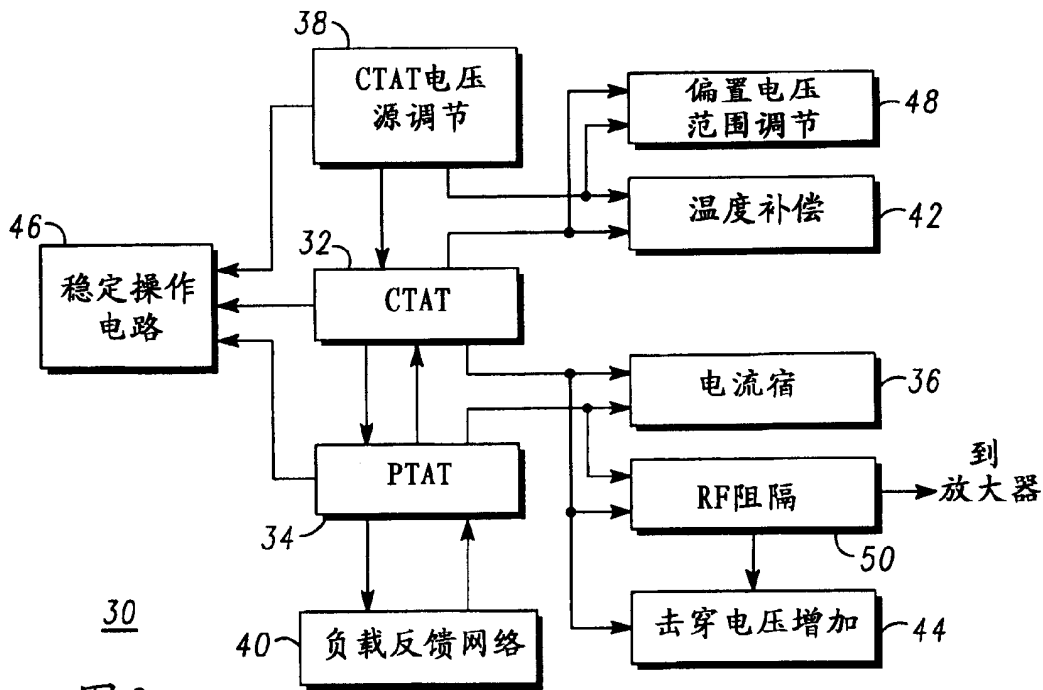 38
CTAT电压
源调节
偏置电压
范围调节
48
温度补偿
42
46
稳定操作
电路
32
CTAT
电流宿
36
PTAT
34
RF阻隔
50
到
放大器
30
40
负载反馈网络
击穿电压增加
44